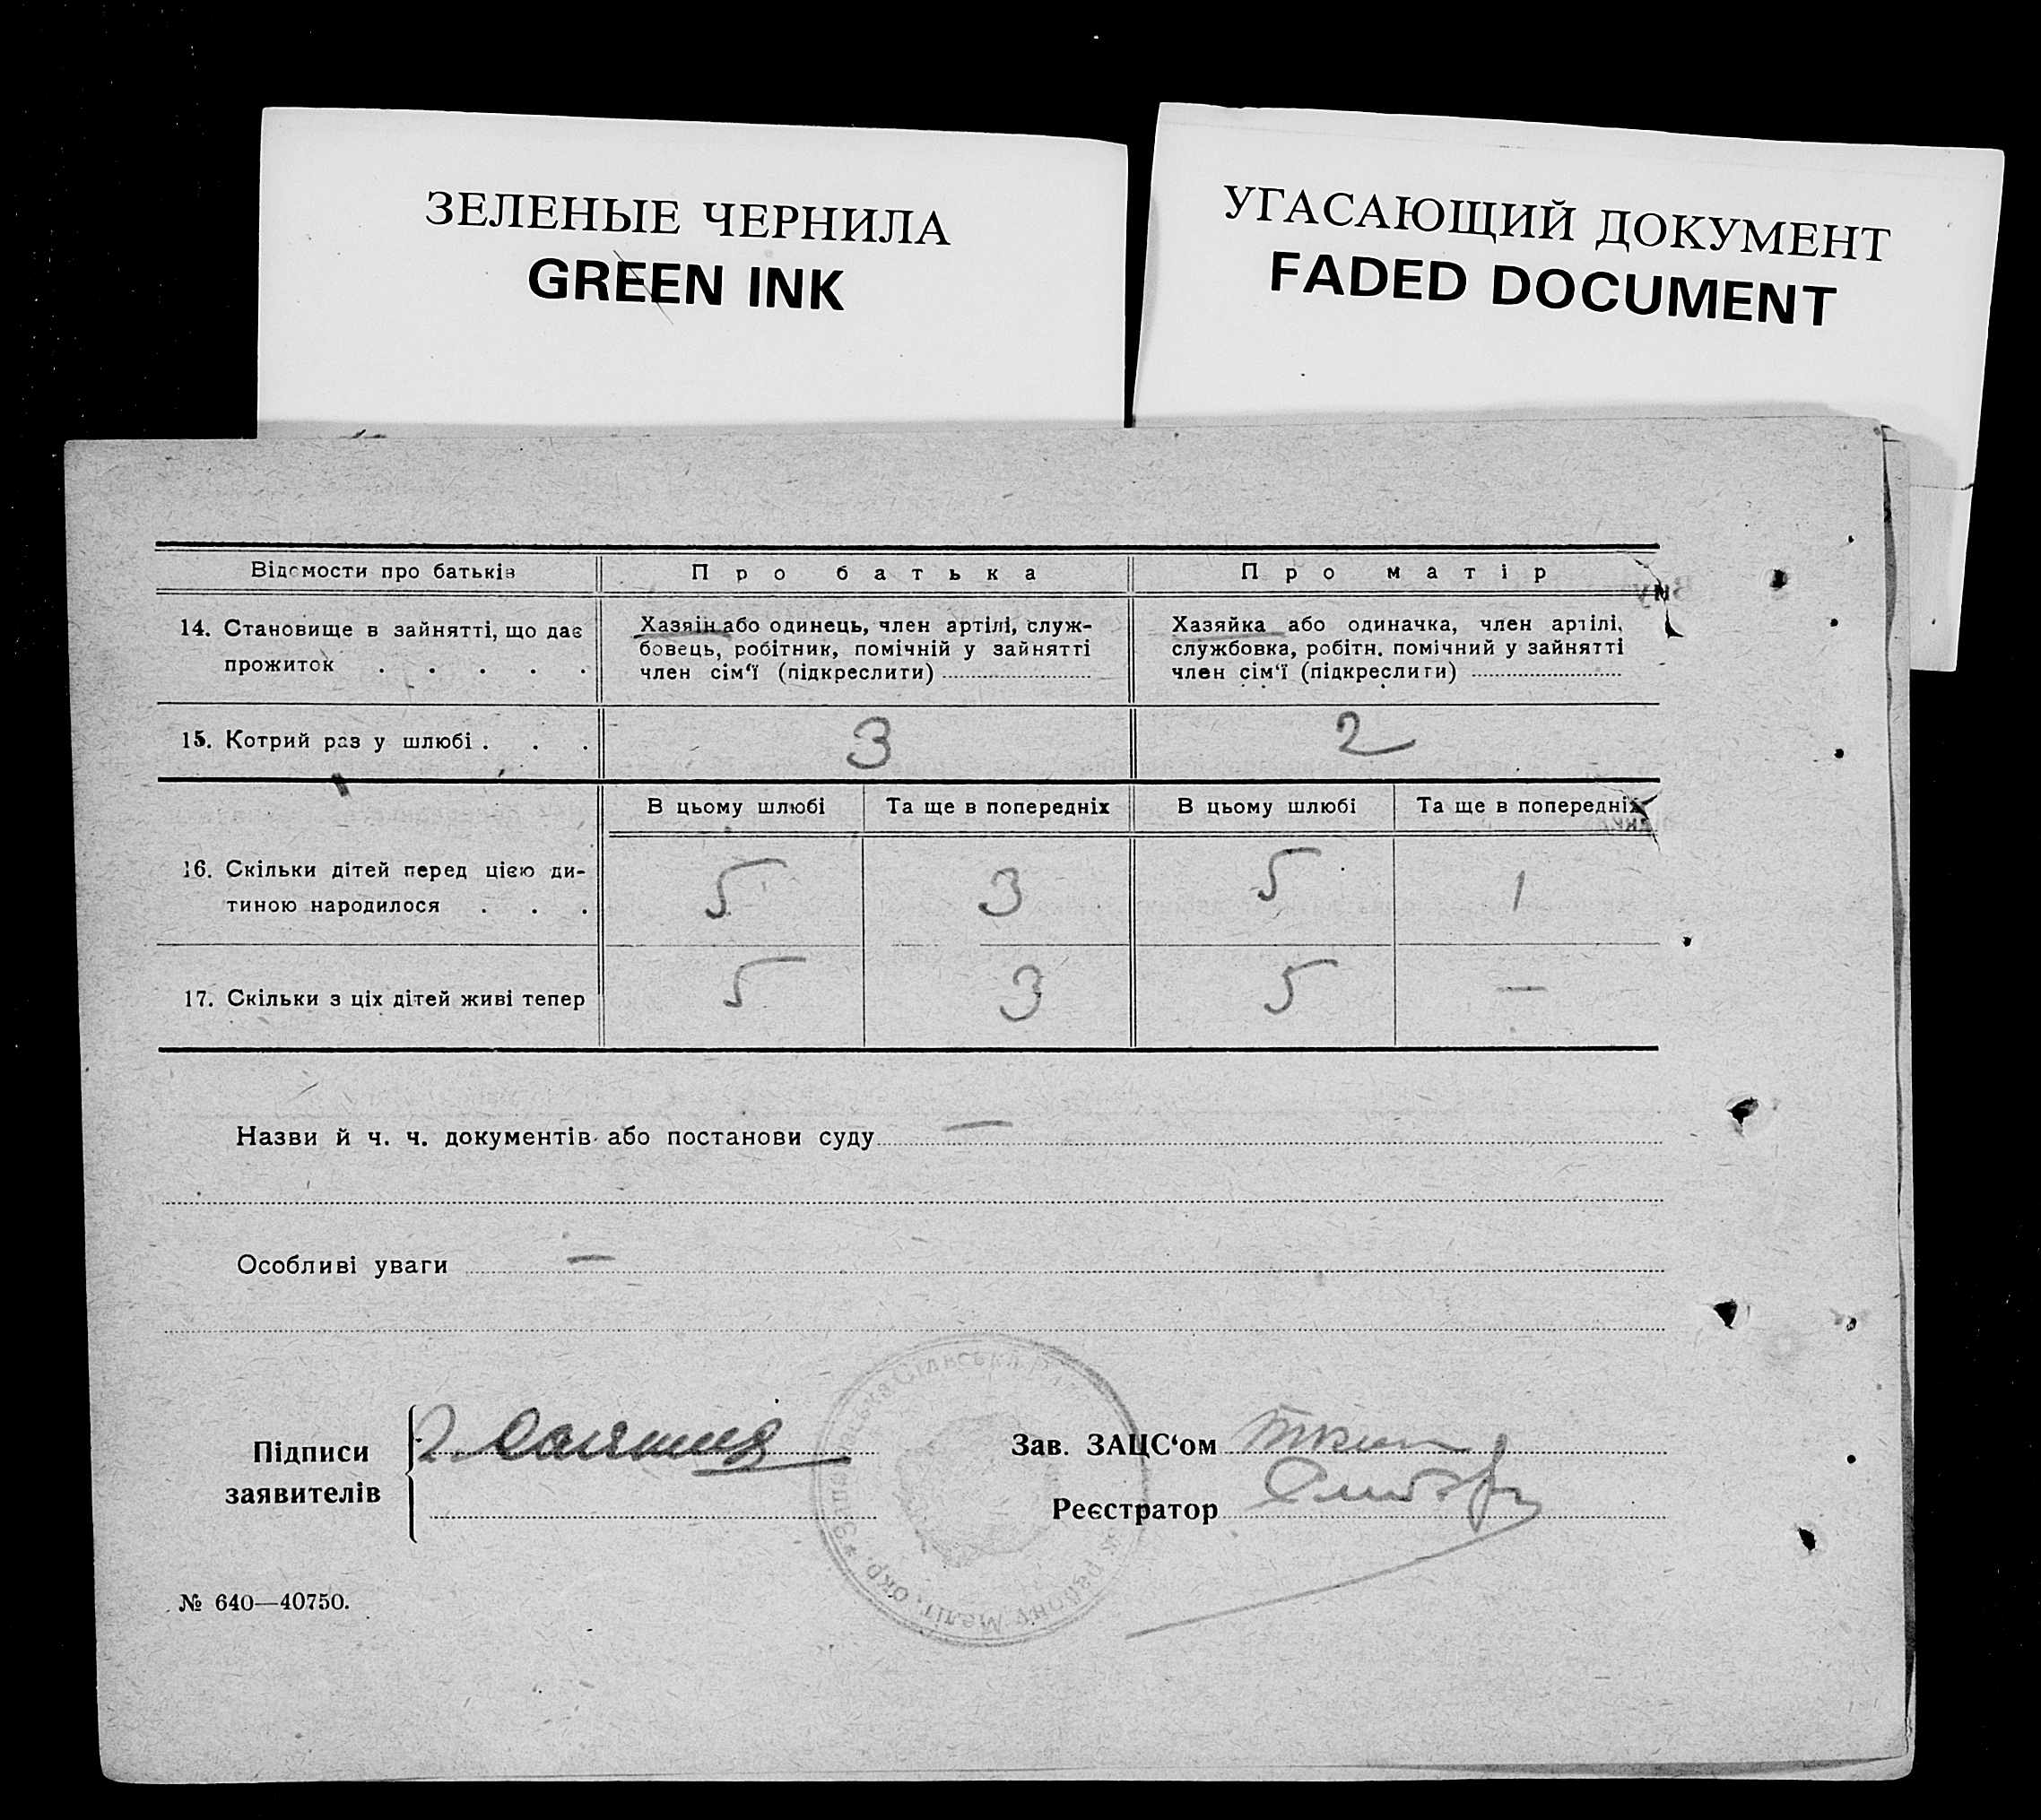 ЗЕЛЕНЫЕ ЧЕРНИЛА
GREEN INK
УГАСАЮЩИЙ ДОКУМЕНТ
FADED DOCUMENT
Відомости про батьків
Про батька
Про матір
14. Становище в зайнятті, що дає
прожиток . . . . .
Хазяїн або одинець, член артілі, служ-
бовець, робітник, помічній у зайнятті
член сім'ї (підкреслити)
Хазяйка або одиначка, член артілі,
службовка, робітн. помічний у зайнятті
член сім'ї (підкреслити)
15. Котрий раз у шлюбі . . .
3
2
В цьому шлюбі
Та ще в попередніх
В цьому шлюбі
Та ще в попередніх
16. Скільки дітей перед цією ди-
тиною народилося . . .
5
3
5
1
17. Скільки з ціх дітей живі тепер
5
3
5
—
Назви й ч. ч. документів або постанови суду —
Особливі уваги —
Підписи
заявителів
Зав. ЗАЦС'ом
Реєстратор
Сільська
району Меліт. окр.
№ 640—40750.